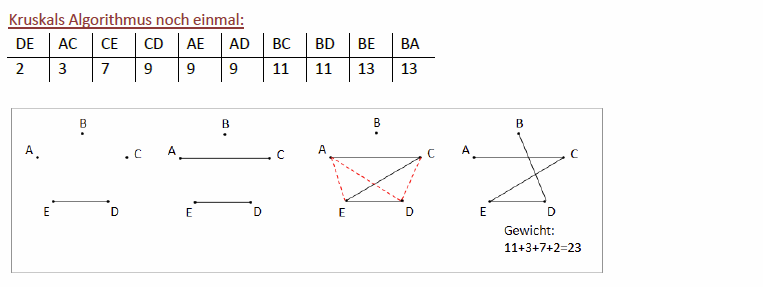 Kruskals Algorithmus noch einmal:
DE AC CE CD AE AD BC BD BE BA
2 3 7 9 9 9 11 11 13 13
B B B B
A C A C A C A C
E D E D E D E D
Gewicht:
11+3+7+2=23